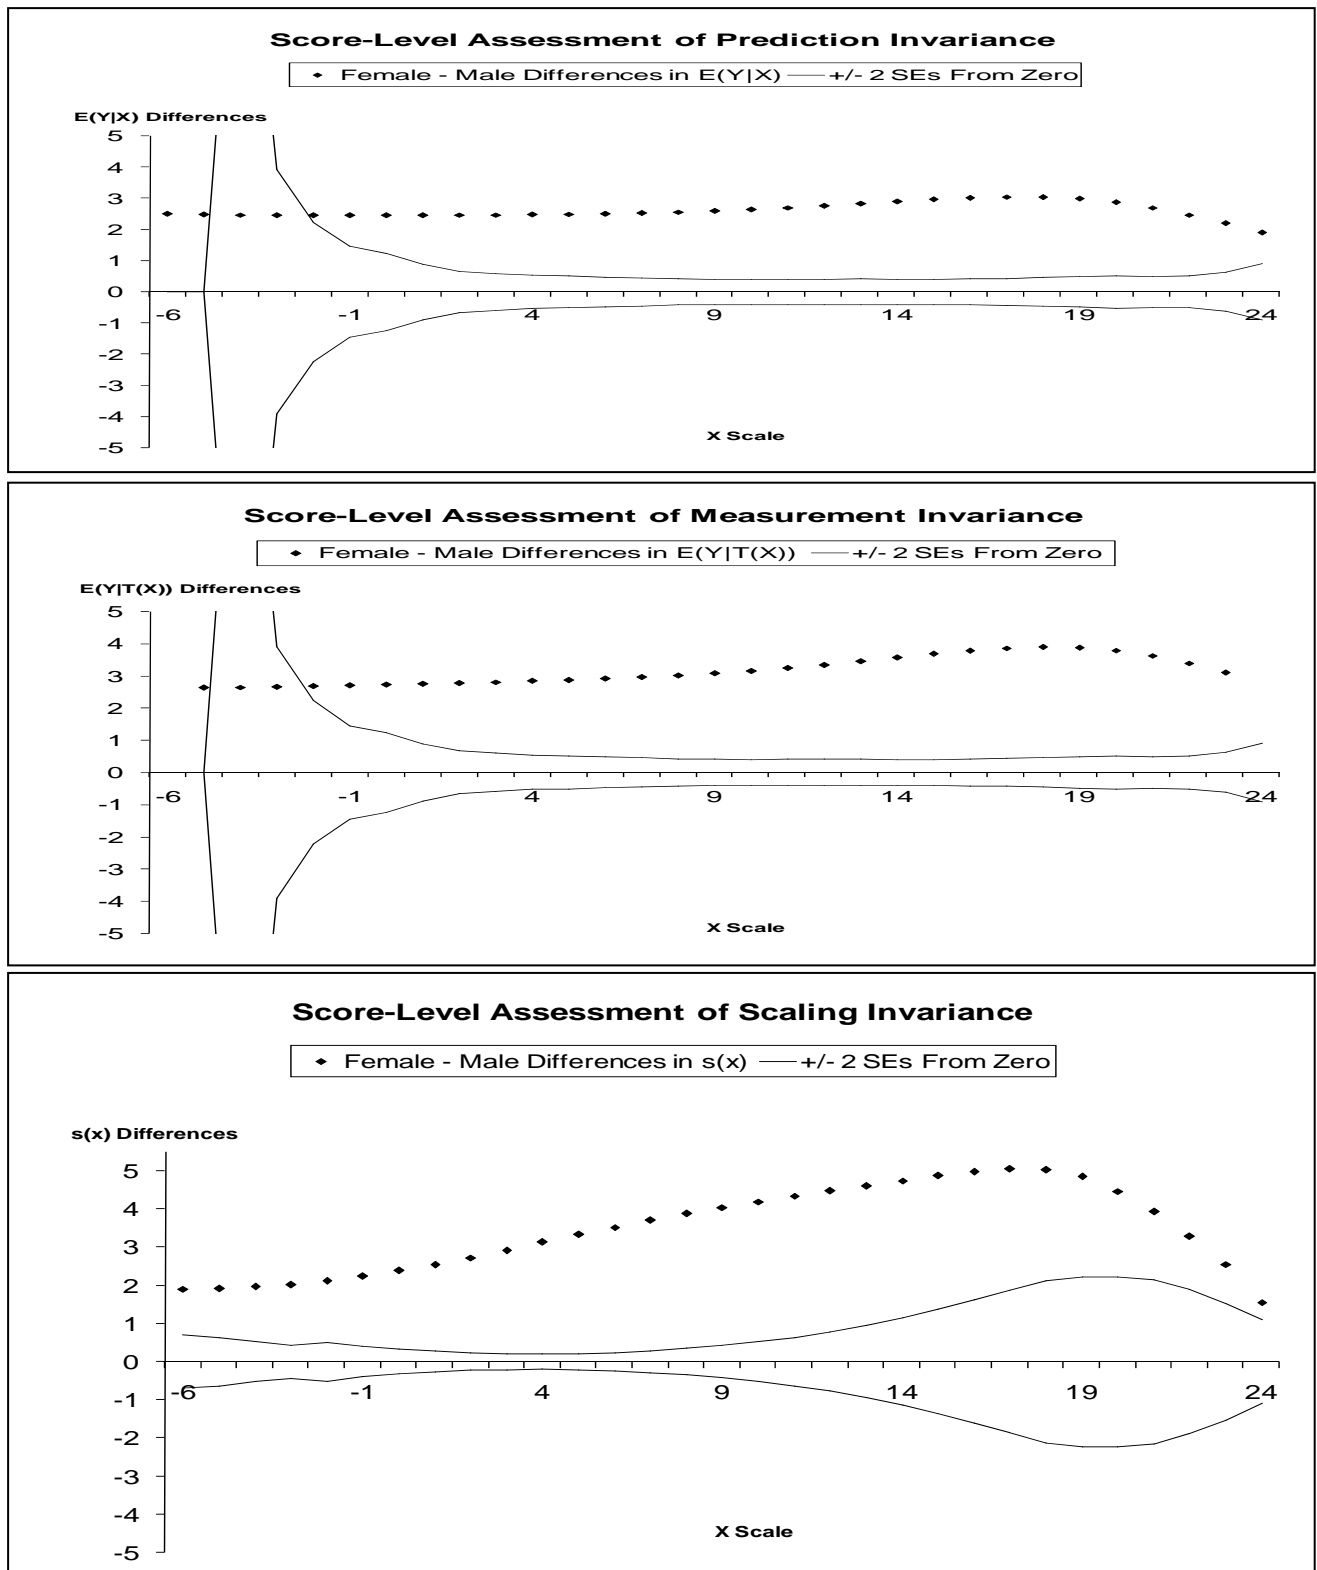 Score-Level Assessment of Prediction Invariance
Female - Male Differences in E(Y|X) +/- 2 SEs From Zero
E(Y|X) Differences
5
4
3
2
1
0
-6 -1 4 9 14 19 24
-1
-2
-3
-4
X Scale
-5
Score-Level Assessment of Measurement Invariance
Female - Male Differences in E(Y|T(X)) +/- 2 SEs From Zero
E(Y|T(X)) Differences
5
4
3
2
1
0
-6 -1 4 9 14 19 24
-1
-2
-3
-4
X Scale
-5
Score-Level Assessment of Scaling Invariance
Female - Male Differences in s(x) +/- 2 SEs From Zero
s(x) Differences
5
4
3
2
1
0
-6 -1 4 9 14 19 24
-1
-2
-3
-4
X Scale
-5